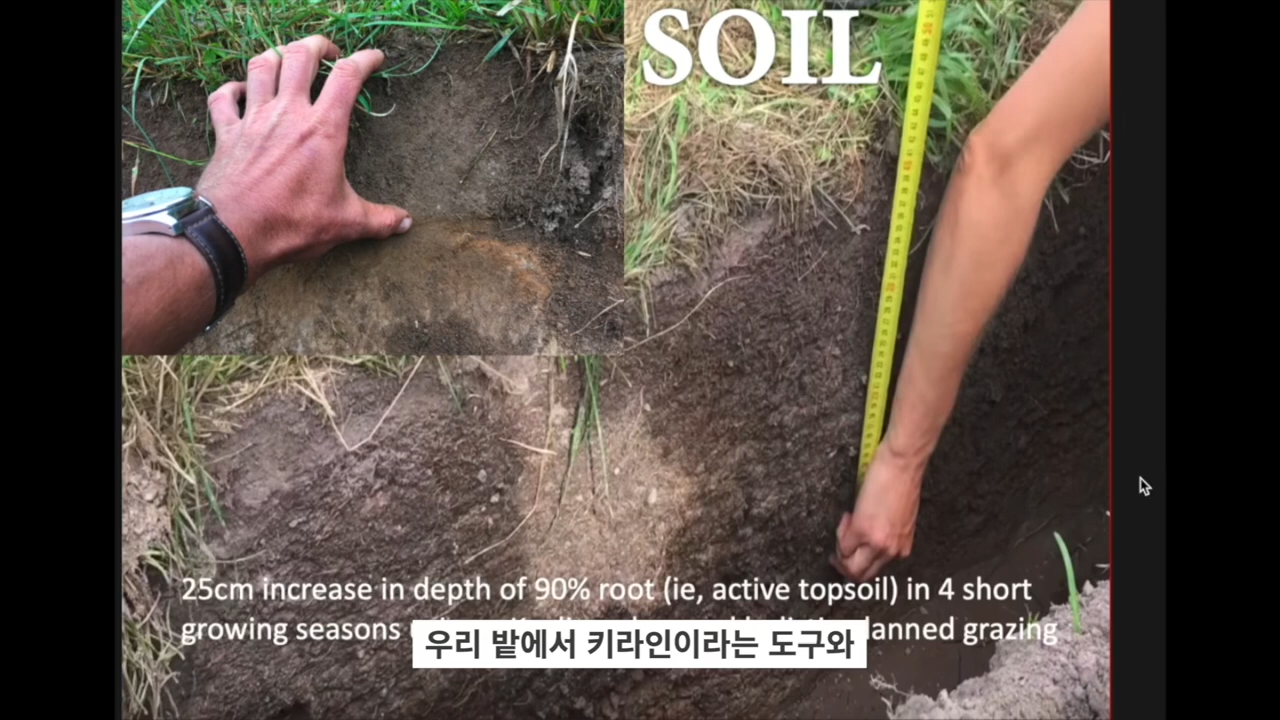 SOIL
25cm increase in depth of 90% root (ie, active topsoil) in 4 short
growing seasons
우리 밭에서 키라인이라는 도구와
grazing